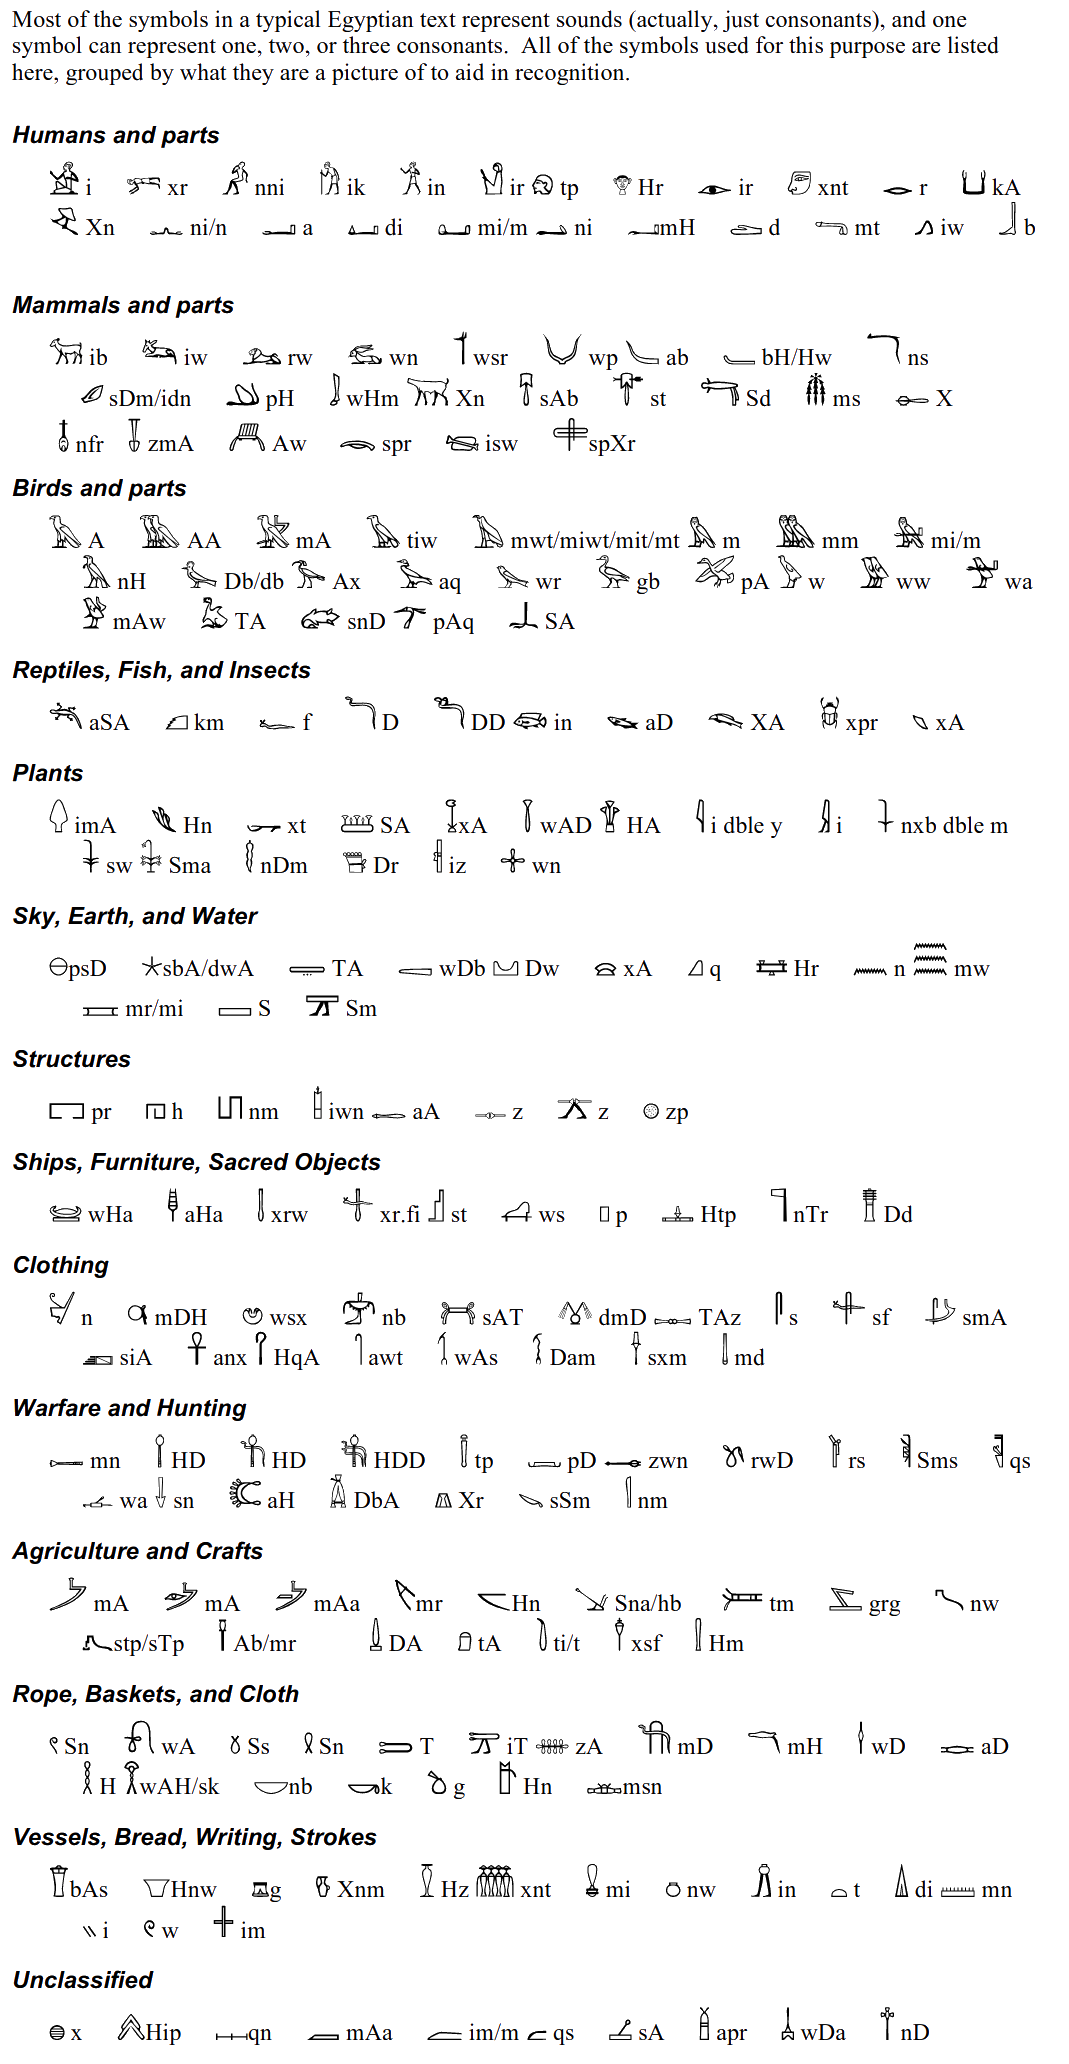 Most of the symbols in a typical Egyptian text represent sounds (actually, just consonants), and one
symbol can represent one, two, or three consonants.  All of the symbols used for this purpose are listed
here, grouped by what they are a picture of to aid in recognition.
Humans and parts
i xr nni ik in ir tp Hr ir xnt r kA
Xn ni/n a di mi/m ni mH d mt iw b
Mammals and parts
ib iw rw wn wsr wp ab bH/Hw ns
sDm/idn pH wHm Xn sAb st Sd ms X
nfr zmA Aw spr isw spXr
Birds and parts
A AA mA tiw mwt/miwt/mit/mt m mm mi/m
nH Db/db Ax aq wr gb pA w ww wa
mAw TA snD pAq SA
Reptiles, Fish, and Insects
aSA km f D DD in aD XA xpr xA
Plants
imA Hn xt SA xA wAD HA i dble y i nxb dble m
sw Sma nDm Dr iz wn
Sky, Earth, and Water
psD sbA/dwA TA wDb Dw xA q Hr n mw
mr/mi S Sm
Structures
pr h nm iwn aA z z zp
Ships, Furniture, Sacred Objects
wHa aHa xrw xr.fi st ws p Htp nTr Dd
Clothing
n mDH wsx nb sAT dmD TAz s sf smA
siA anx HqA awt wAs Dam sxm md
Warfare and Hunting
mn HD HD HDD tp pD zwn rwD rs Sms qs
wa sn aH DbA Xr sSm nm
Agriculture and Crafts
mA mA mAa mr Hn Sna/hb tm grg nw
stp/sTp Ab/mr DA tA ti/t xsf Hm
Rope, Baskets, and Cloth
Sn wA Ss Sn T iT zA mD mH wD aD
H wAH/sk nb k g Hn msn
Vessels, Bread, Writing, Strokes
bAs Hnw g Xnm Hz xnt mi nw in t di mn
i w im
Unclassified
x Hip qn mAa im/m qs sA apr wDa nD